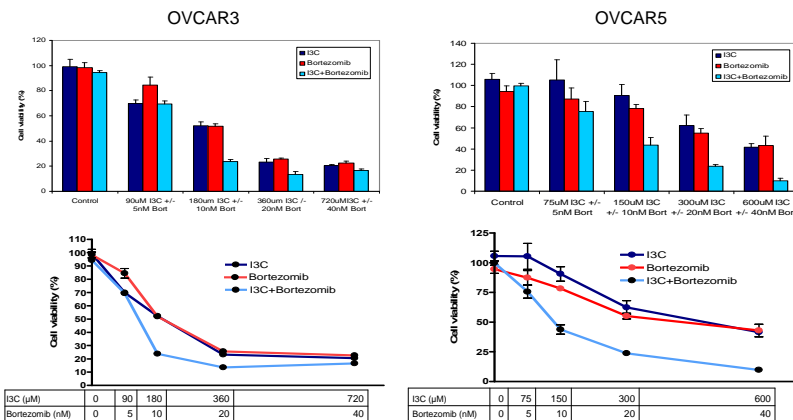 OVCAR3
OVCAR5
Cell viability (%)
120
100
80
60
40
20
0
I3C
Bortezomib
I3C+Bortezomib
Control
90uM I3C +/-
5nM Bort
180um I3C +/-
10nM Bort
360um I3C /-
20nM Bort
720uMI3C +/-
40nM Bort
Cell viability (%)
140
120
100
80
60
40
20
0
I3C
Bortezomib
I3C+Bortezomib
Control
75uM I3C +/-
5nM Bort
150uM I3C
+/- 10nM Bort
300uM I3C
+/- 20nM Bort
600uM I3C
+/- 40nM Bort
Cell viability (%)
110
100
90
80
70
60
50
40
30
20
10
0
I3C
Bortezomib
I3C+Bortezomib
I3C (µM) 0 90 180 360 720
Bortezomib (nM) 0 5 10 20 40
Cell viability (%)
125
100
75
50
25
0
I3C
Bortezomib
I3C+Bortezomib
I3C (µM) 0 75 150 300 600
Bortezomib (nM) 0 5 10 20 40